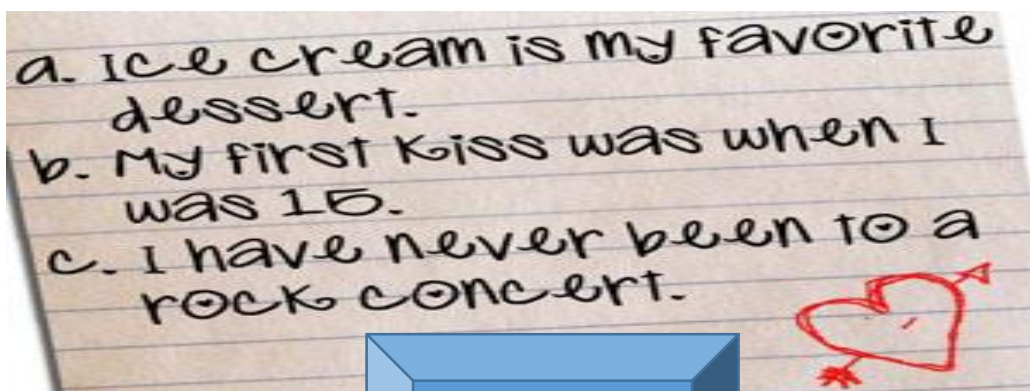 a. Ice cream is my favorite
dessert.
b. My first kiss was when I
was 15.
c. I have never been to a
rock concert.